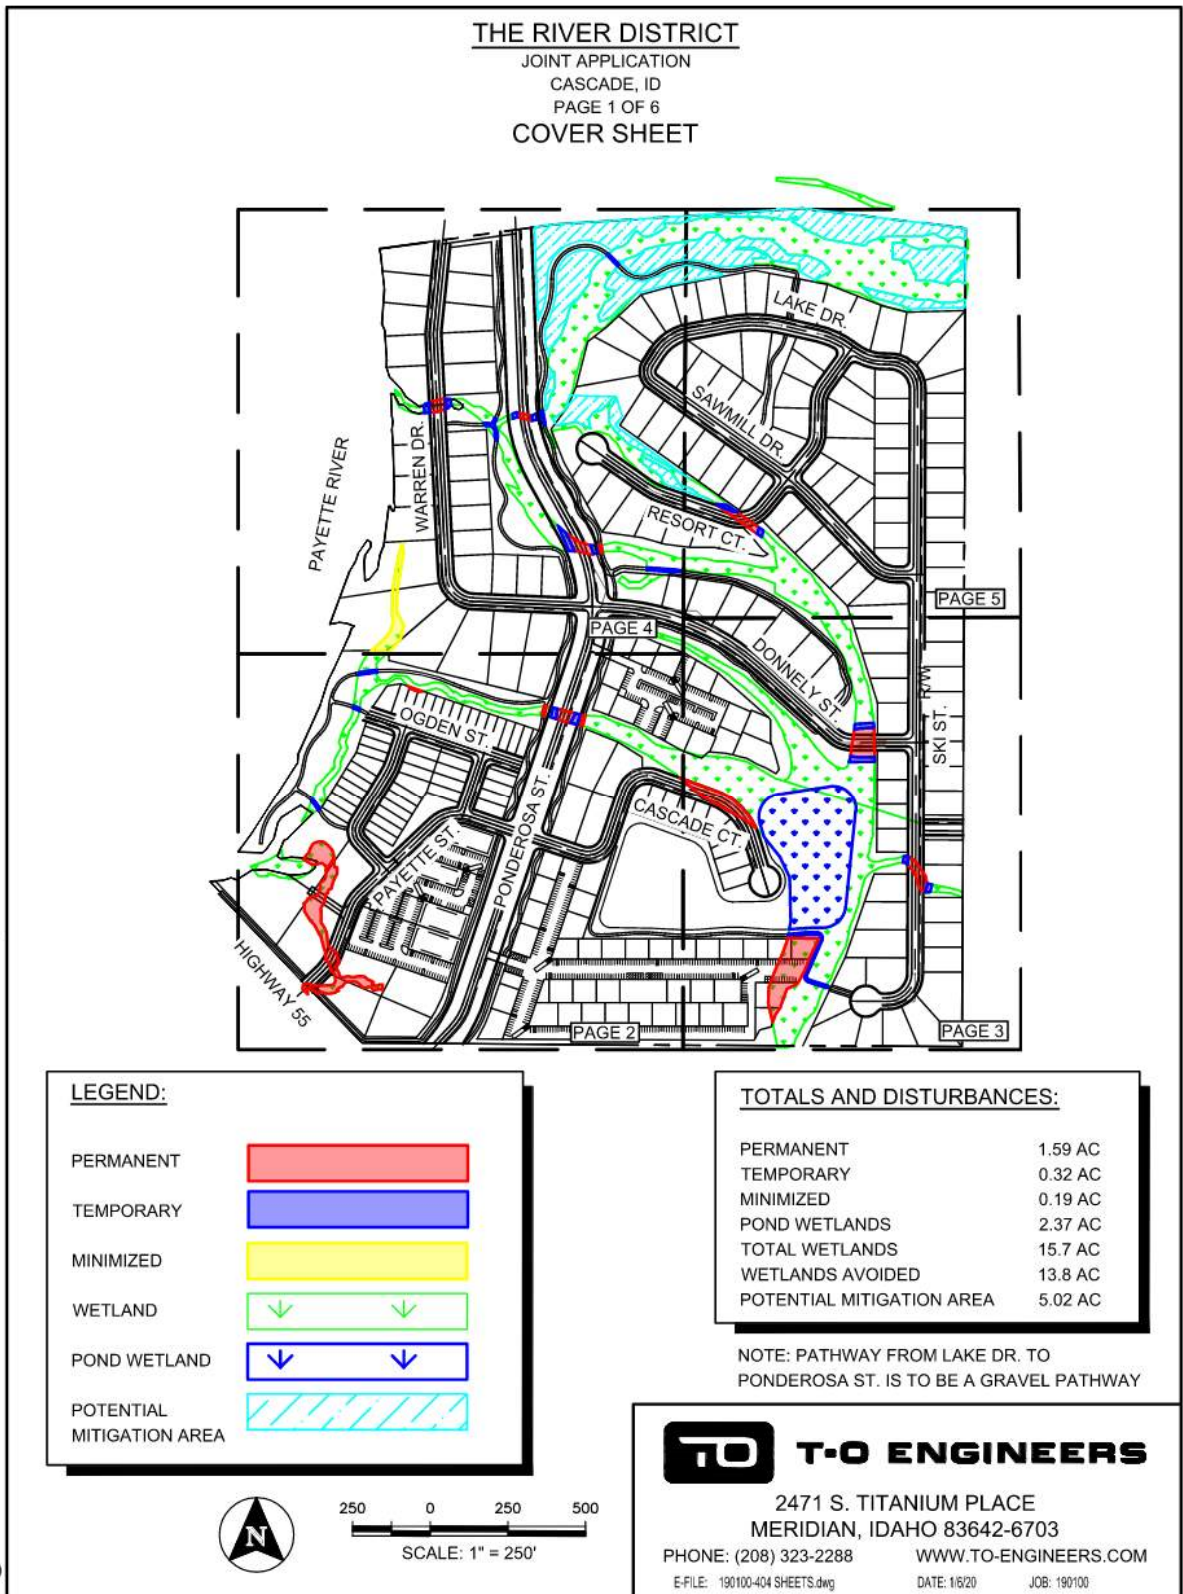 THE RIVER DISTRICT
JOINT APPLICATION
CASCADE, ID
PAGE 1 OF 6
COVER SHEET
LAKE DR.
SAWMILL DR.
WARREN DR.
PAYETTE RIVER
RESORT CT.
PAGE 5
PAGE 4
DONNELY ST.
R/W
SKI ST.
OGDEN ST.
PONDEROSA ST.
CASCADE CT.
PAYETTE ST.
HIGHWAY 55
PAGE 2
PAGE 3
LEGEND:
PERMANENT
TEMPORARY
MINIMIZED
WETLAND
POND WETLAND
POTENTIAL
MITIGATION AREA
TOTALS AND DISTURBANCES:
PERMANENT 1.59 AC
TEMPORARY 0.32 AC
MINIMIZED 0.19 AC
POND WETLANDS 2.37 AC
TOTAL WETLANDS 15.7 AC
WETLANDS AVOIDED 13.8 AC
POTENTIAL MITIGATION AREA 5.02 AC
NOTE: PATHWAY FROM LAKE DR. TO
PONDEROSA ST. IS TO BE A GRAVEL PATHWAY
N
250 0 250 500
SCALE: 1" = 250'
TO T-O ENGINEERS
2471 S. TITANIUM PLACE
MERIDIAN, IDAHO 83642-6703
PHONE: (208) 323-2288 WWW.TO-ENGINEERS.COM
E-FILE: 190100-404 SHEETS.dwg DATE: 1/6/20 JOB: 190100